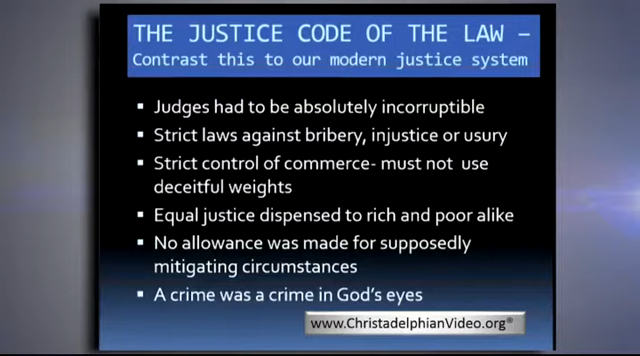 THE JUSTICE CODE OF THE LAW –
Contrast this to our modern justice system
▪ Judges had to be absolutely incorruptible
▪ Strict laws against bribery, injustice or usury
▪ Strict control of commerce- must not use
deceitful weights
▪ Equal justice dispensed to rich and poor alike
▪ No allowance was made for supposedly
mitigating circumstances
▪ A crime was a crime in God's eyes
www.ChristadelphianVideo.org®